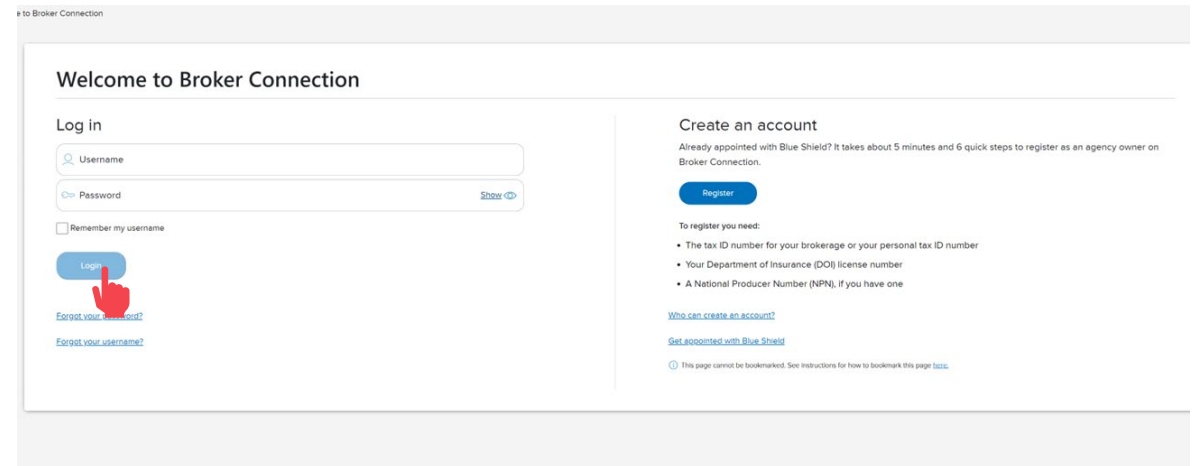 e to Broker Connection
Welcome to Broker Connection
Log in
Username
Password
Show
Remember my username
Login
Forgot your password?
Forgot your username?
Create an account
Already appointed with Blue Shield? It takes about 5 minutes and 6 quick steps to register as an agency owner on
Broker Connection.
Register
To register you need:
• The tax ID number for your brokerage or your personal tax ID number
• Your Department of Insurance (DOI) license number
• A National Producer Number (NPN), if you have one
Who can create an account?
Get appointed with Blue Shield
This page cannot be bookmarked. See instructions for how to bookmark this page here.